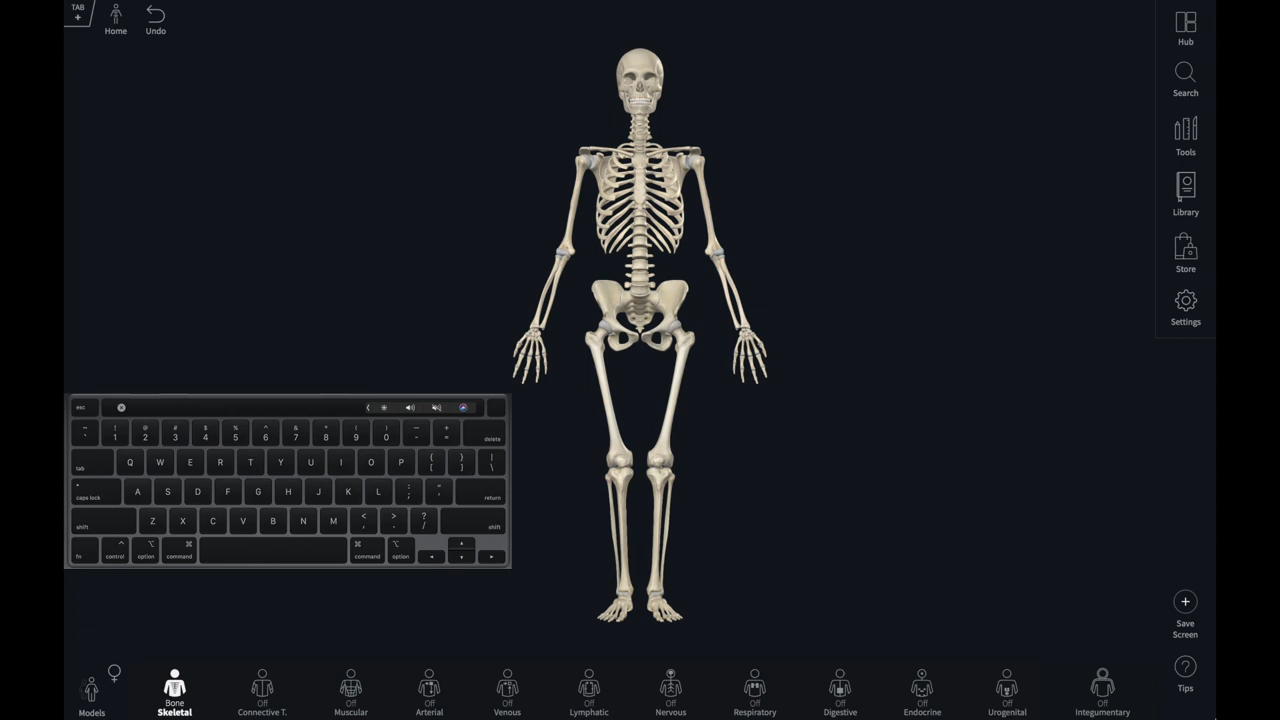 TAB
+
Home
Undo
Hub
Search
Tools
Library
Store
Settings
esc
~ ! @ # $ % ^ & * ( ) — +
` 1 2 3 4 5 6 7 8 9 0 - = delete
tab Q W E R T Y U I O P { [ } ] | \
caps lock A S D F G H J K L : ; " ' return
shift Z X C V B N M < , > . ? / shift
fn control option command command option
+
Save
Screen
?
Tips
Models
Bone
Skeletal
Off
Connective T.
Off
Muscular
Off
Arterial
Off
Venous
Off
Lymphatic
Off
Nervous
Off
Respiratory
Off
Digestive
Off
Endocrine
Off
Urogenital
Off
Integumentary